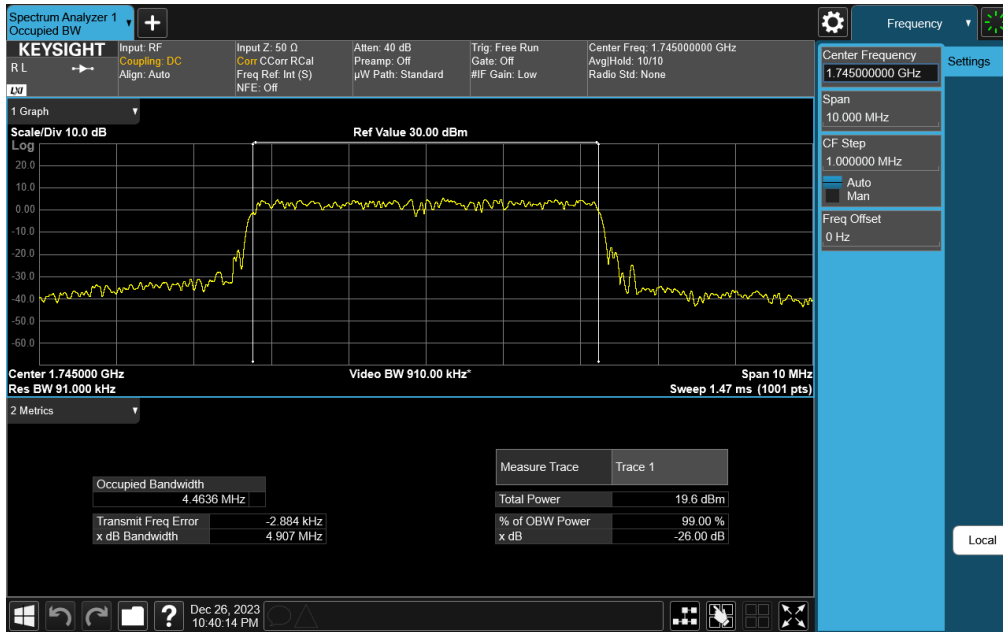 Spectrum Analyzer 1
Occupied BW
+
Frequency
KEYSIGHT
R L
LXI
Input: RF
Coupling: DC
Align: Auto
Input Z: 50 Ω
Corr CCorr RCal
Freq Ref: Int (S)
NFE: Off
Atten: 40 dB
Preamp: Off
µW Path: Standard
Trig: Free Run
Gate: Off
#IF Gain: Low
Center Freq: 1.745000000 GHz
Avg|Hold: 10/10
Radio Std: None
Center Frequency
1.745000000 GHz
Settings
Span
10.000 MHz
CF Step
1.000000 MHz
Auto
Man
Freq Offset
0 Hz
Local
1 Graph
Scale/Div 10.0 dB
Ref Value 30.00 dBm
Log
20.0
10.0
0.00
-10.0
-20.0
-30.0
-40.0
-50.0
-60.0
Center 1.745000 GHz
Video BW 910.00 kHz*
Span 10 MHz
Res BW 91.000 kHz
Sweep 1.47 ms (1001 pts)
2 Metrics
Occupied Bandwidth
4.4636 MHz
Transmit Freq Error -2.884 kHz
x dB Bandwidth 4.907 MHz
Measure Trace Trace 1
Total Power 19.6 dBm
% of OBW Power 99.00 %
x dB -26.00 dB
?
Dec 26, 2023
10:40:14 PM